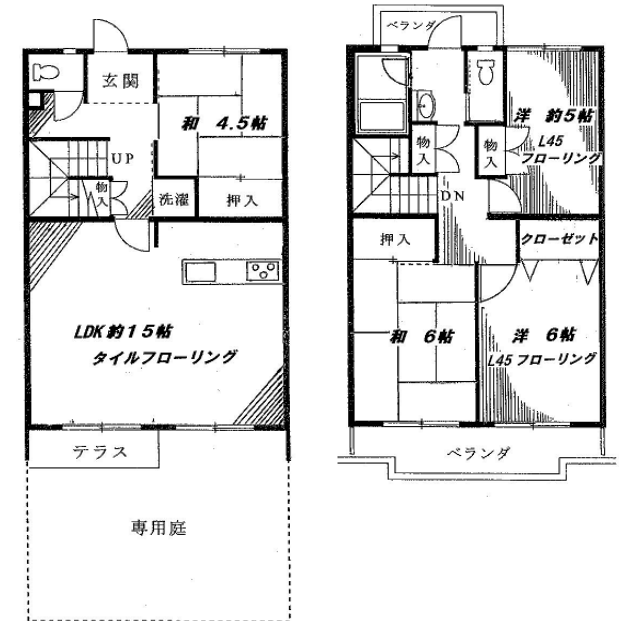 玄関
和 4.5帖
UP
物入
洗濯
押入
LDK 約15帖
タイルフローリング
テラス
専用庭
ベランダ
洋 約5帖
L45
フローリング
物入
物入
DN
押入
クローゼット
和 6帖
洋 6帖
L45 フローリング
ベランダ